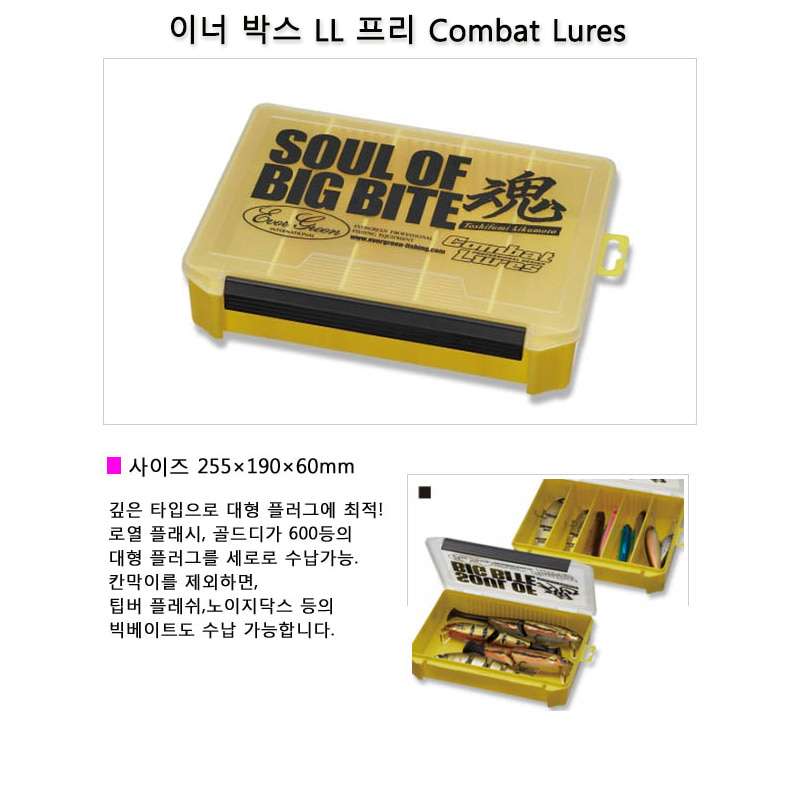 이너 박스 LL 프리 Combat Lures
SOUL OF
BIG BITE 魂
Toshifumi Kikumoto
Ever Green
INTERNATIONAL
EVERGREEN PROFESSIONAL
FISHING EQUIPMENT
www.evergreen-fishing.com
Combat
Lures
사이즈 255×190×60mm
깊은 타입으로 대형 플러그에 최적!
로열 플래시, 골드디가 600등의
대형 플러그를 세로로 수납가능.
칸막이를 제외하면,
팁버 플레쉬,노이지닥스 등의
빅베이트도 수납 가능합니다.
BIG BITE
SOUL OF 魂